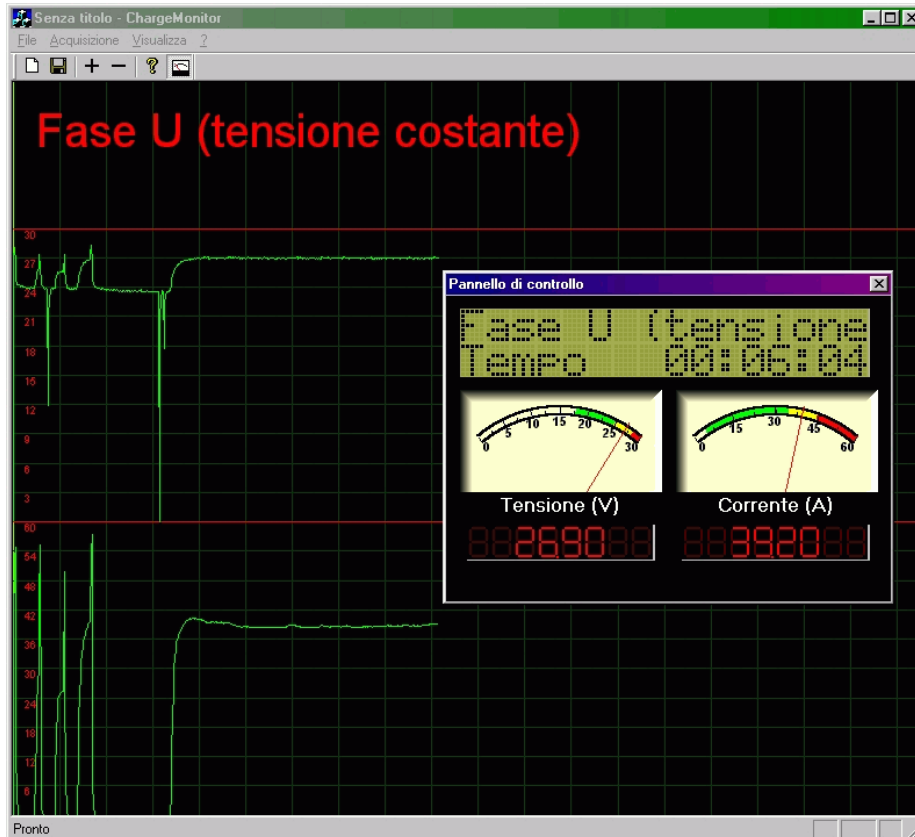 Senza titolo - ChargeMonitor
File Acquisizione Visualizza ?
Fase U (tensione costante)
30
27
24
21
18
15
12
9
6
3
60
54
48
42
36
30
24
18
12
6
Pannello di controllo
Fase U (tensione
Tempo 00:06:04
0 5 10 15 20 25 30
0 15 30 45 60
Tensione (V) Corrente (A)
26.90 39.20
Pronto